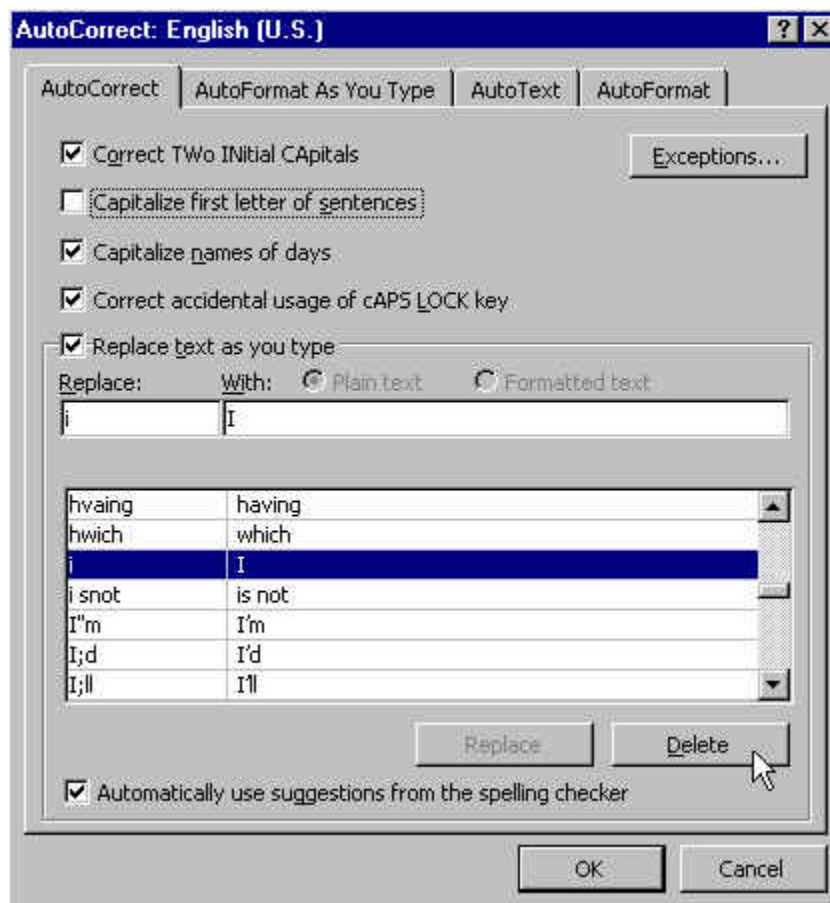 AutoCorrect: English (U.S.)
AutoCorrect AutoFormat As You Type AutoText AutoFormat
Correct TWo INitial CApitals Exceptions...
Capitalize first letter of sentences
Capitalize names of days
Correct accidental usage of cAPS LOCK key
Replace text as you type
Replace: With: Plain text Formatted text
i I
hvaing having
hwich which
i I
i snot is not
I"m I'm
I;d I'd
I;ll I'll
Replace Delete
Automatically use suggestions from the spelling checker
OK Cancel